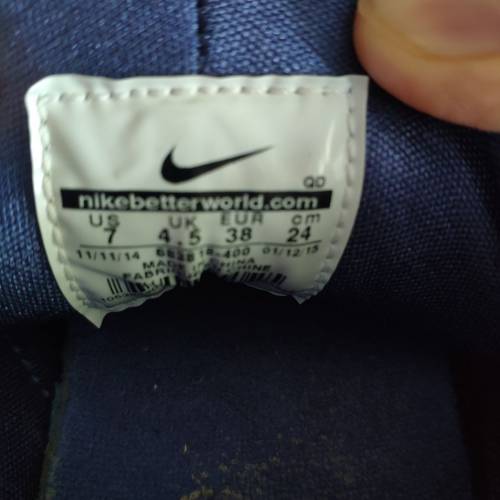 QD
nikebetterworld.com
US UK EUR cm
7 4.5 38 24
11/11/14 01/12/15
MADE IN CHINA